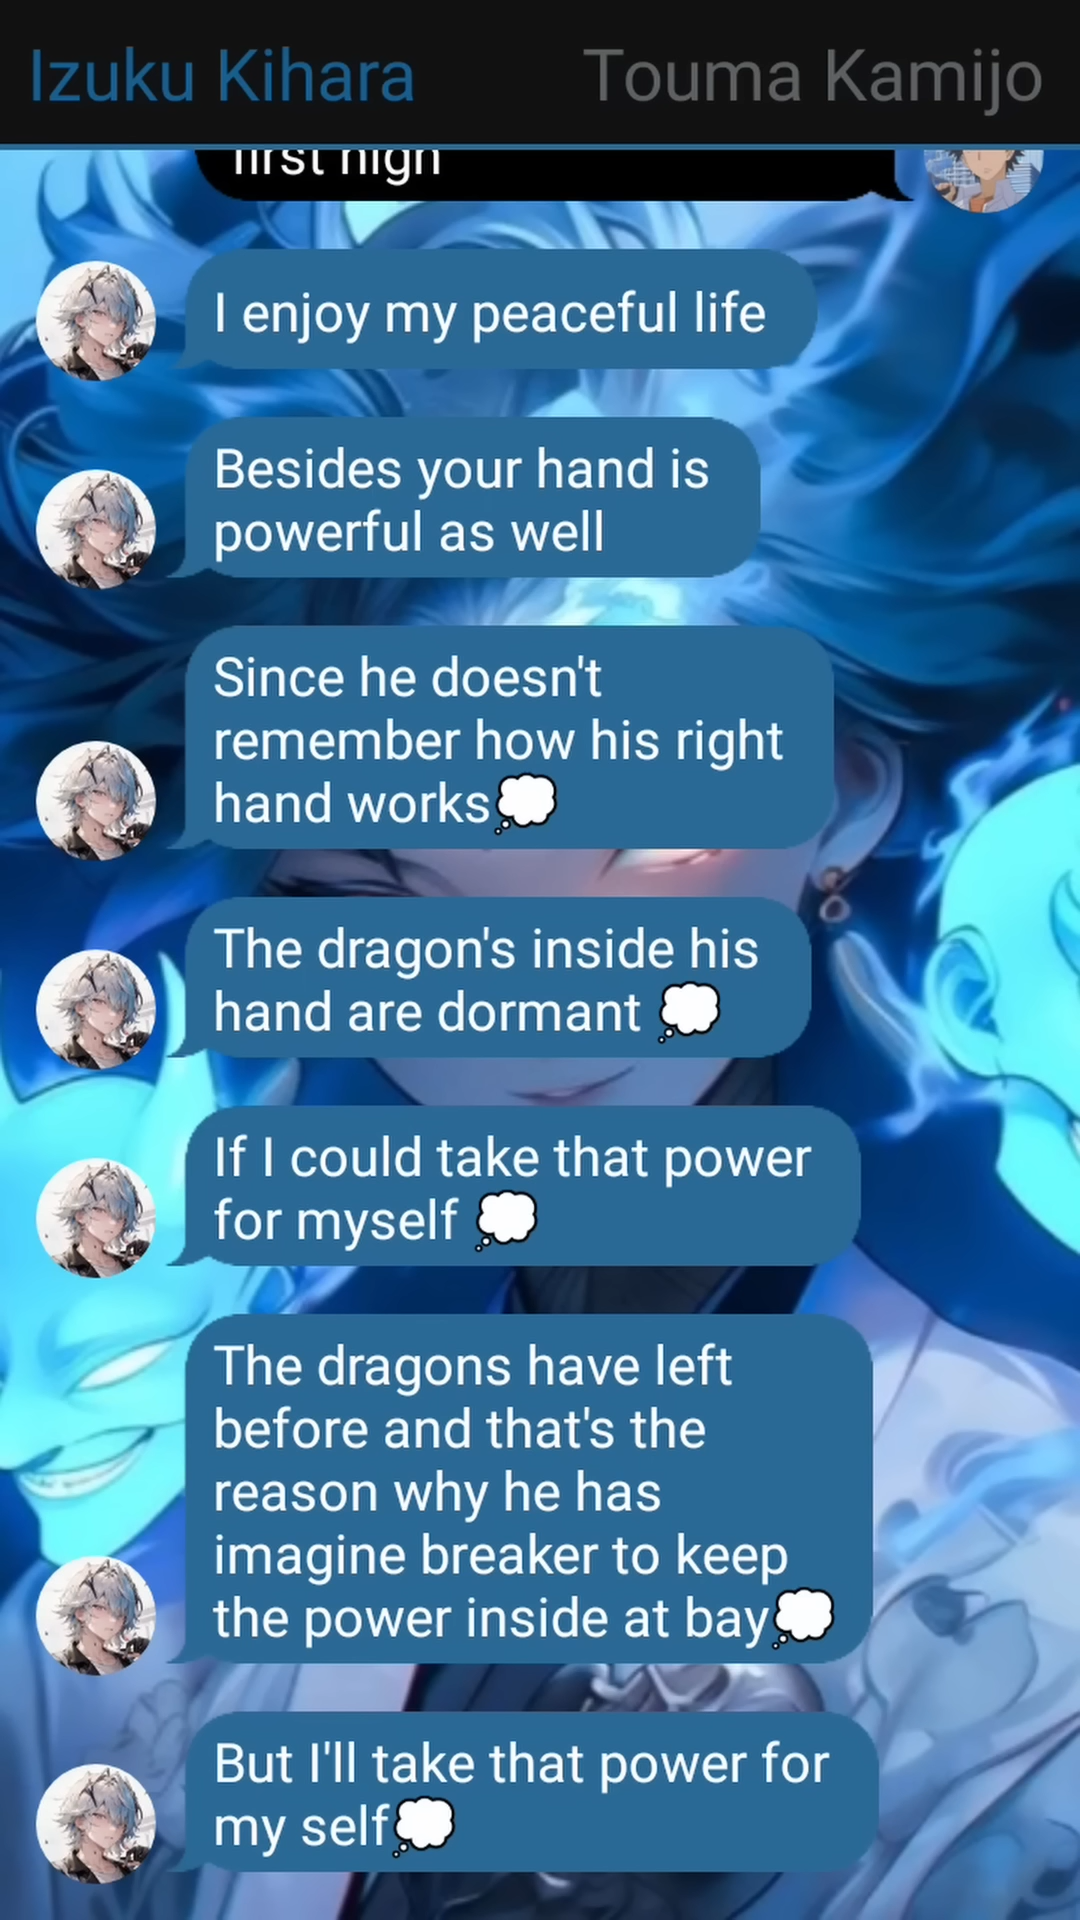 Izuku Kihara
Touma Kamijo
first high
I enjoy my peaceful life
Besides your hand is
powerful as well
Since he doesn't
remember how his right
hand works💭
The dragon's inside his
hand are dormant 💭
If I could take that power
for myself 💭
The dragons have left
before and that's the
reason why he has
imagine breaker to keep
the power inside at bay💭
But I'll take that power for
my self💭